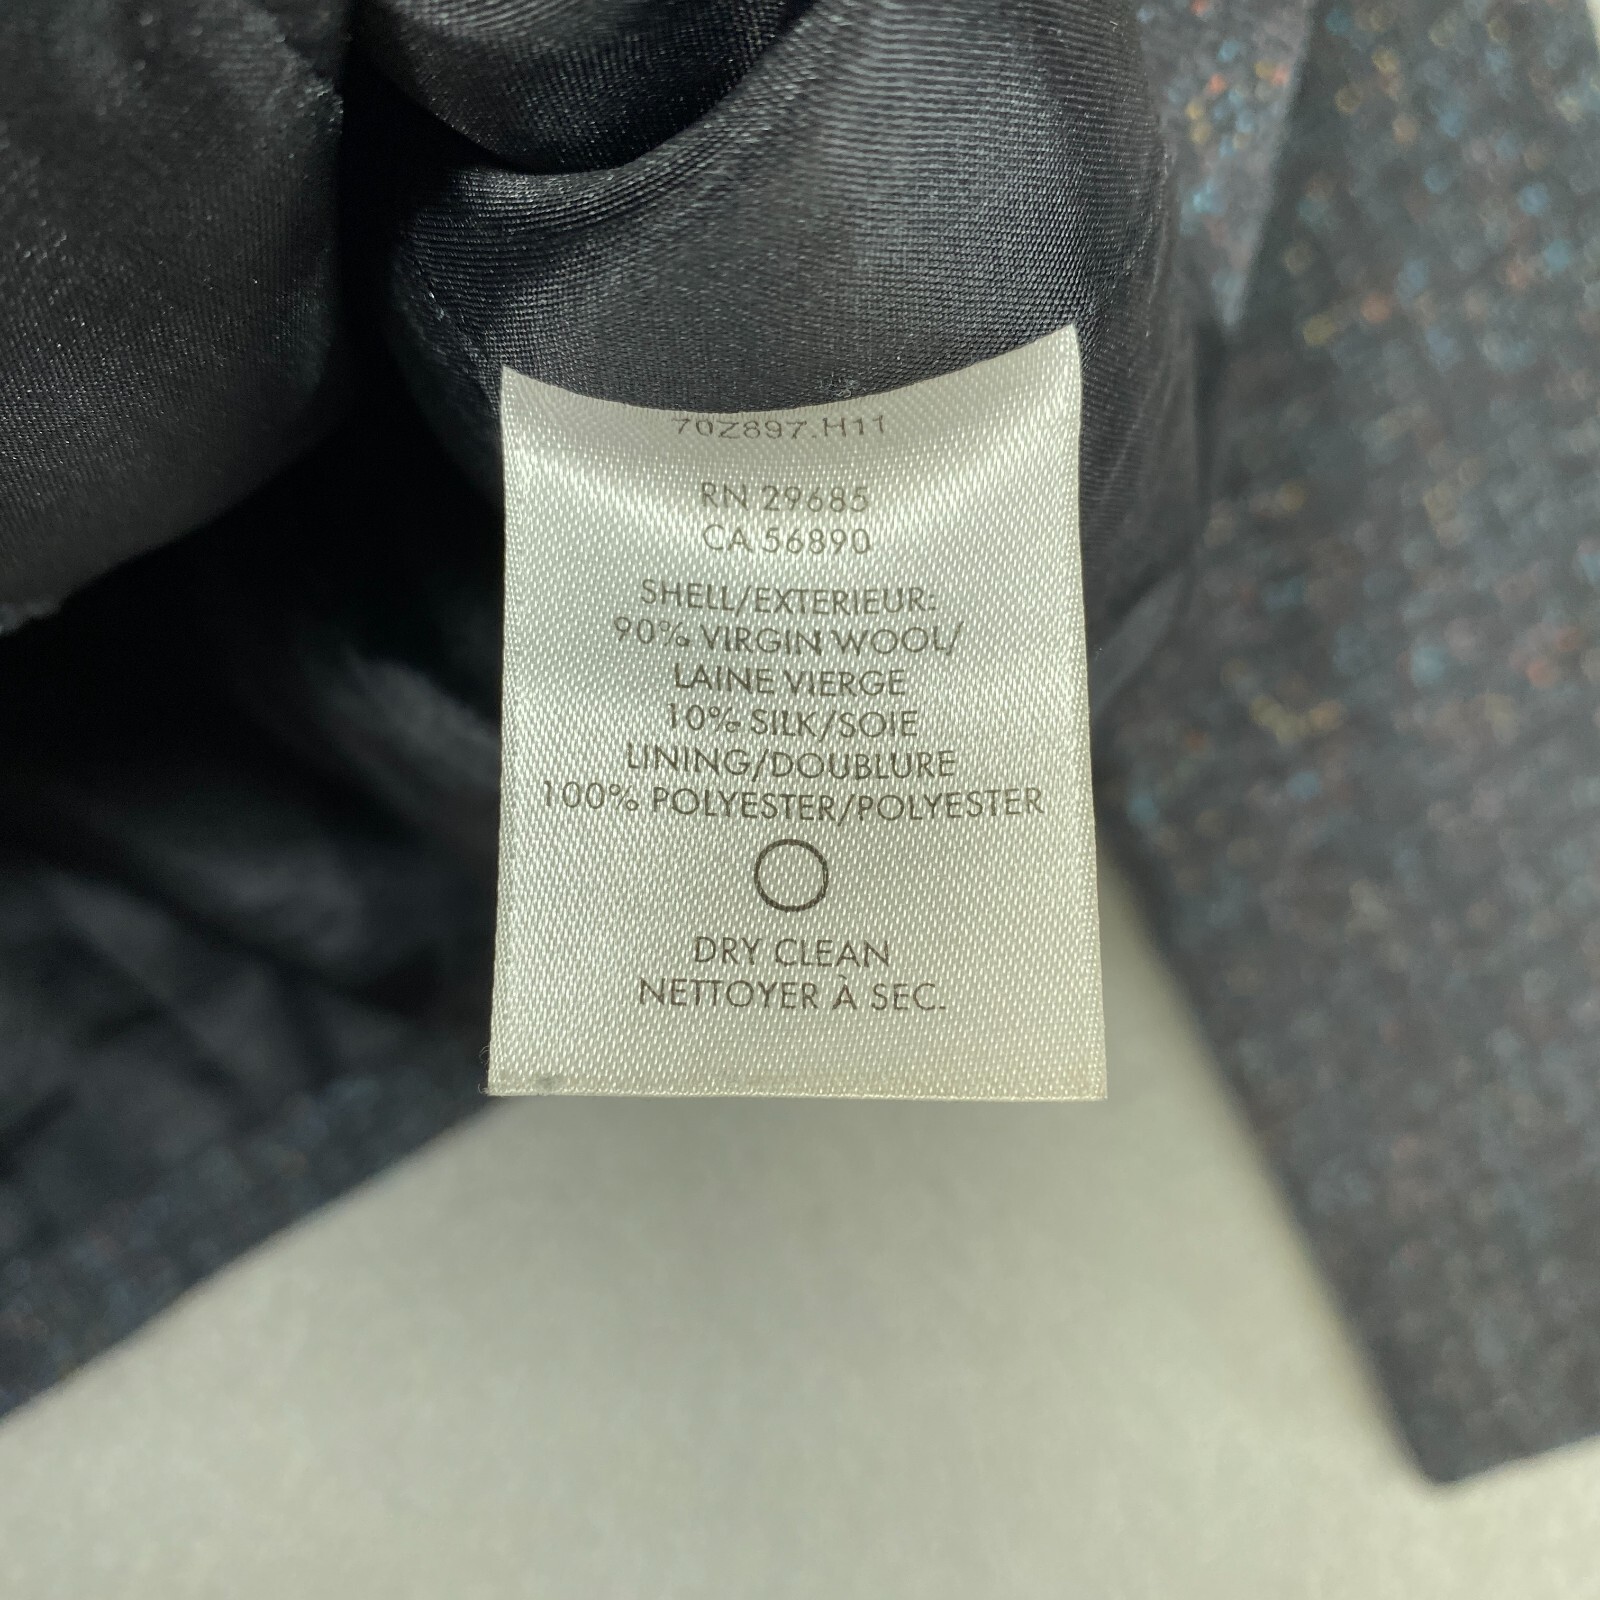 70Z897.H11
RN 29685
CA 56890
SHELL/EXTERIEUR:
90% VIRGIN WOOL/
LAINE VIERGE
10% SILK/SOIE
LINING/DOUBLURE
100% POLYESTER/POLYESTER
DRY CLEAN
NETTOYER À SEC.